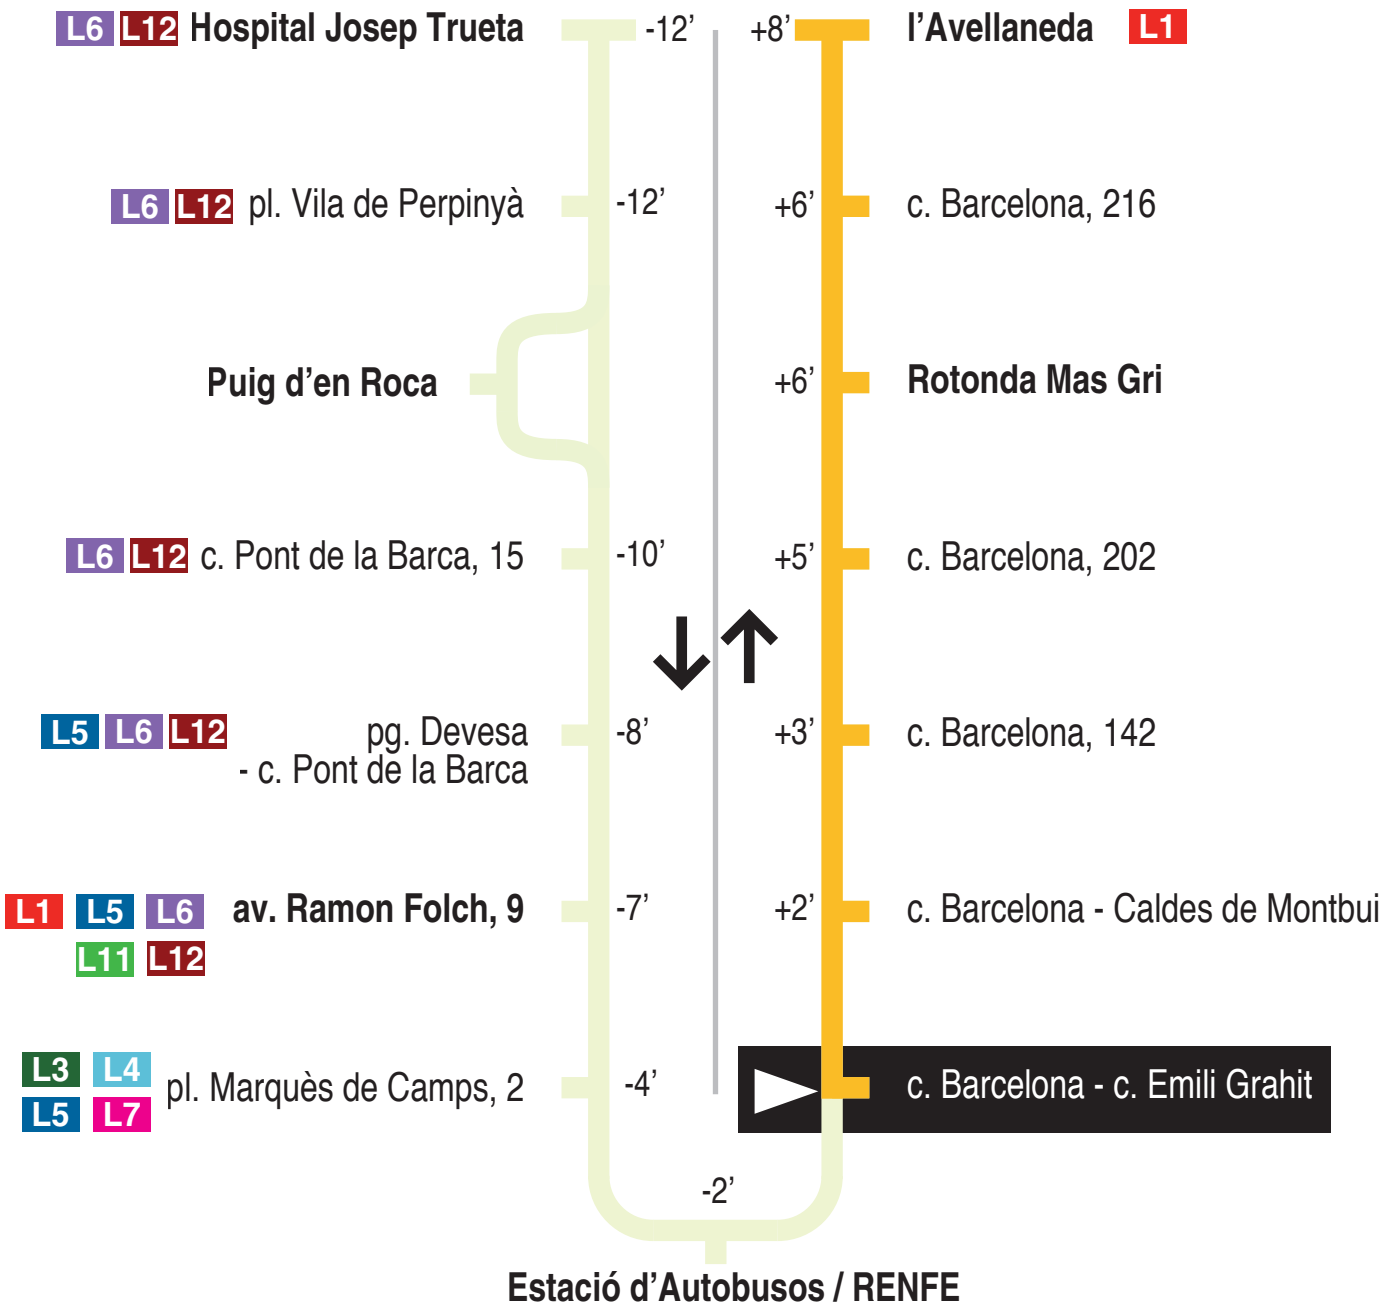 L6 L12 Hospital Josep Trueta -12’
L6 L12 pl. Vila de Perpinyà -12’
Puig d’en Roca
L6 L12 c. Pont de la Barca, 15 -10’
L5 L6 L12 pg. Devesa -8’
- c. Pont de la Barca
L1 L5 L6 av. Ramon Folch, 9 -7’
L11 L12
L3 L4
pl. Marquès de Camps, 2 -4’
L5 L7
-2’
Estació d’Autobusos / RENFE
+8’ l’Avellaneda L1
+6’ c. Barcelona, 216
+6’ Rotonda Mas Gri
+5’ c. Barcelona, 202
+3’ c. Barcelona, 142
+2’ c. Barcelona - Caldes de Montbui
c. Barcelona - c. Emili Grahit